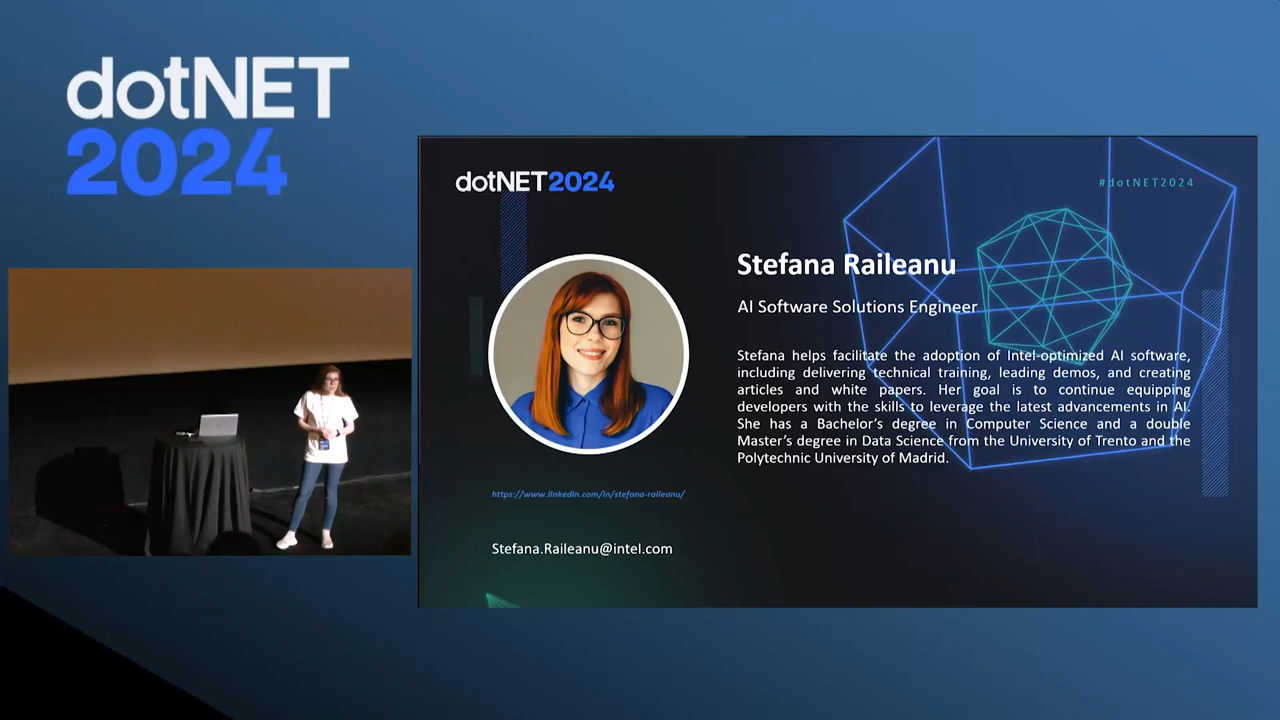 dotNET
2024
dotNET2024
#dotNET2024
Stefana Raileanu
AI Software Solutions Engineer
Stefana helps facilitate the adoption of Intel-optimized AI software,
including delivering technical training, leading demos, and creating
articles and white papers. Her goal is to continue equipping
developers with the skills to leverage the latest advancements in AI.
She has a Bachelor's degree in Computer Science and a double
Master's degree in Data Science from the University of Trento and the
Polytechnic University of Madrid.
https://www.linkedin.com/in/stefana-raileanu/
Stefana.Raileanu@intel.com